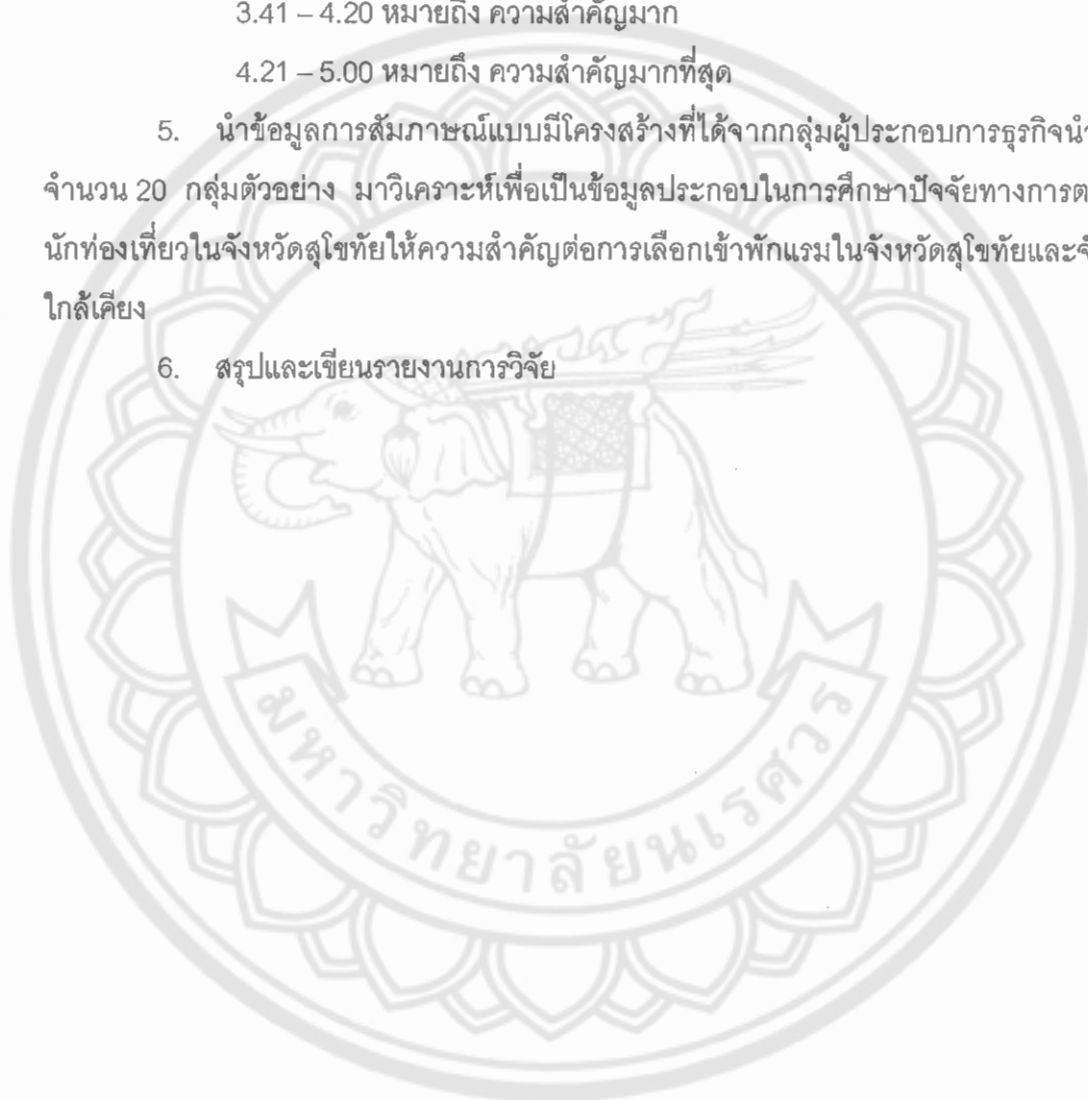 3.41 – 4.20 หมายถึง ความสำคัญมาก
4.21 – 5.00 หมายถึง ความสำคัญมากที่สุด
5. นำข้อมูลการสัมภาษณ์แบบมีโครงสร้างที่ได้จากกลุ่มผู้ประกอบการธุรกิจนำ
จำนวน 20 กลุ่มตัวอย่าง มาวิเคราะห์เพื่อเป็นข้อมูลประกอบในการศึกษาปัจจัยทางการต
นักท่องเที่ยวในจังหวัดสุโขทัยให้ความสำคัญต่อการเลือกเข้าพักแรมในจังหวัดสุโขทัยและจั
ใกล้เคียง
6. สรุปและเขียนรายงานการวิจัย
มหาวิทยาลัยนเรศวร